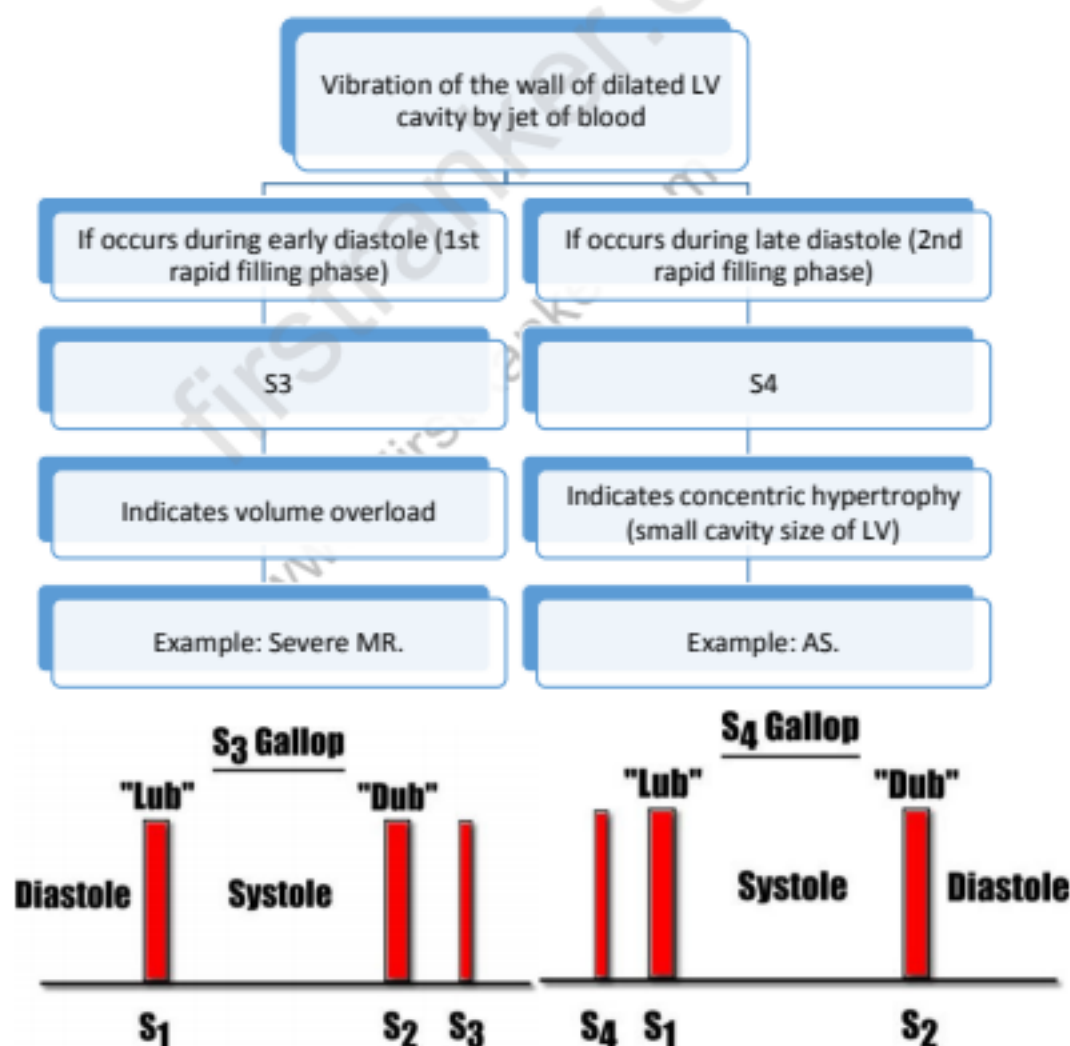 Vibration of the wall of dilated LV
cavity by jet of blood
If occurs during early diastole (1st
rapid filling phase)
If occurs during late diastole (2nd
rapid filling phase)
S3
S4
Indicates volume overload
Indicates concentric hypertrophy
(small cavity size of LV)
Example: Severe MR.
Example: AS.
S3 Gallop
"Lub"
"Dub"
Diastole
Systole
S1
S2
S3
S4 Gallop
"Lub"
"Dub"
Systole
Diastole
S4
S1
S2
firstranker.